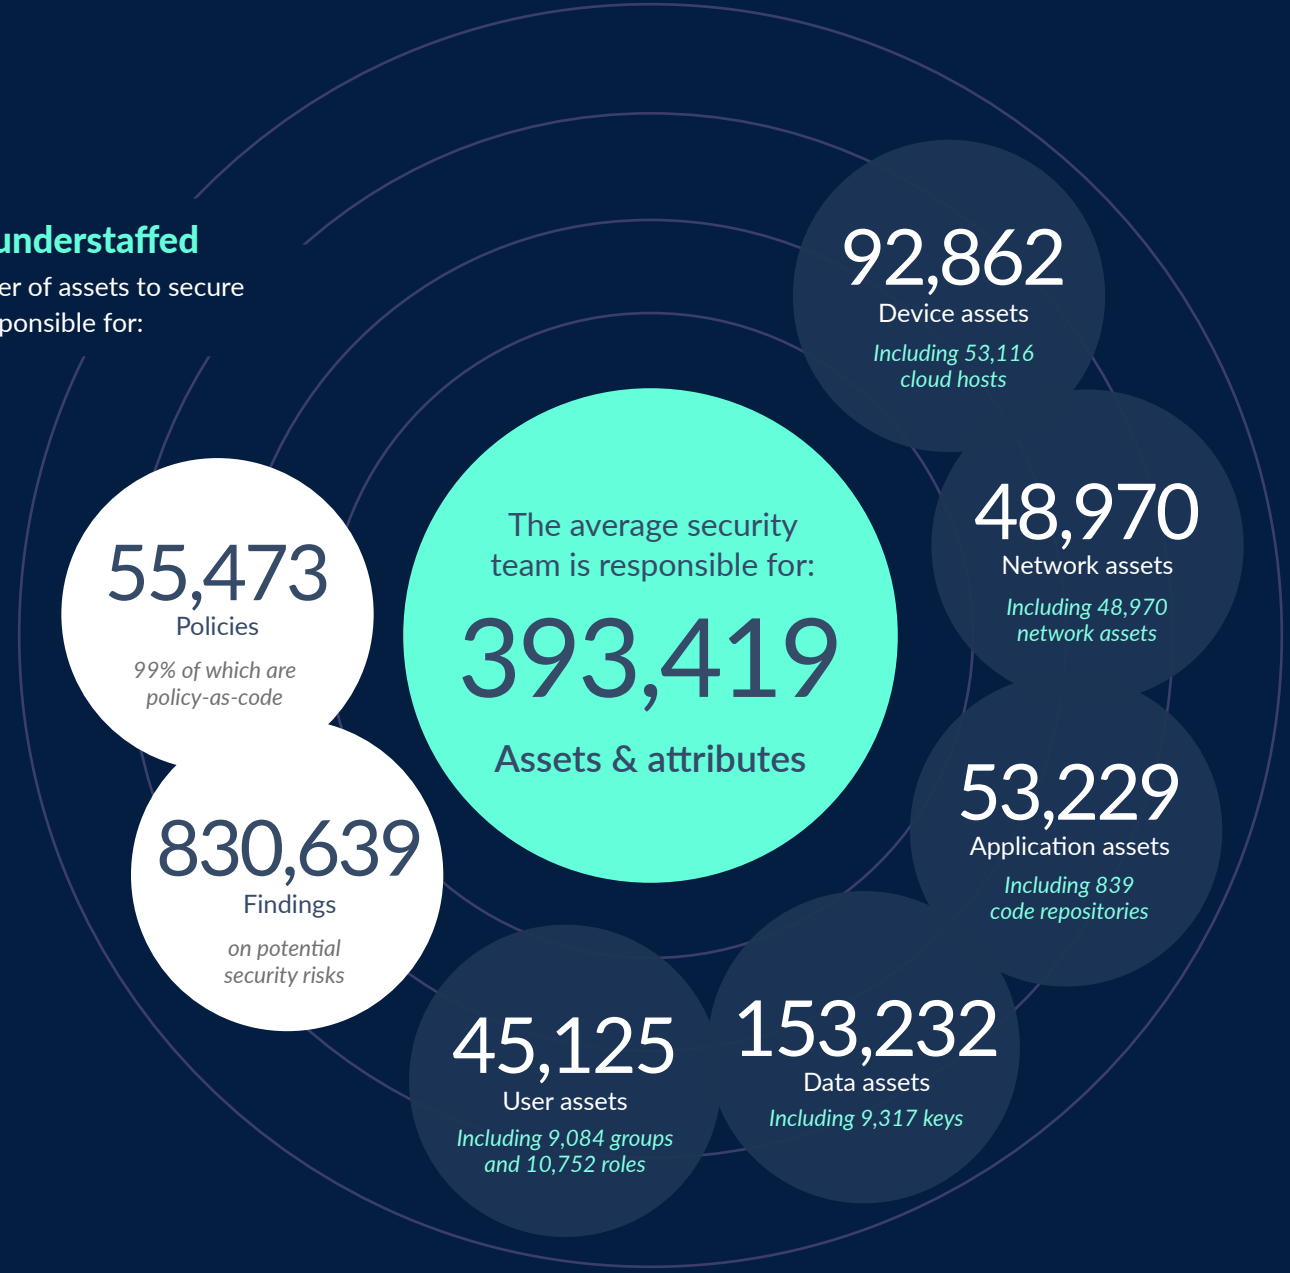 understaffed
er of assets to secure
ponsible for:
92,862
Device assets
Including 53,116
cloud hosts
48,970
Network assets
Including 48,970
network assets
53,229
Application assets
Including 839
code repositories
153,232
Data assets
Including 9,317 keys
45,125
User assets
Including 9,084 groups
and 10,752 roles
830,639
Findings
on potential
security risks
55,473
Policies
99% of which are
policy-as-code
The average security
team is responsible for:
393,419
Assets & attributes